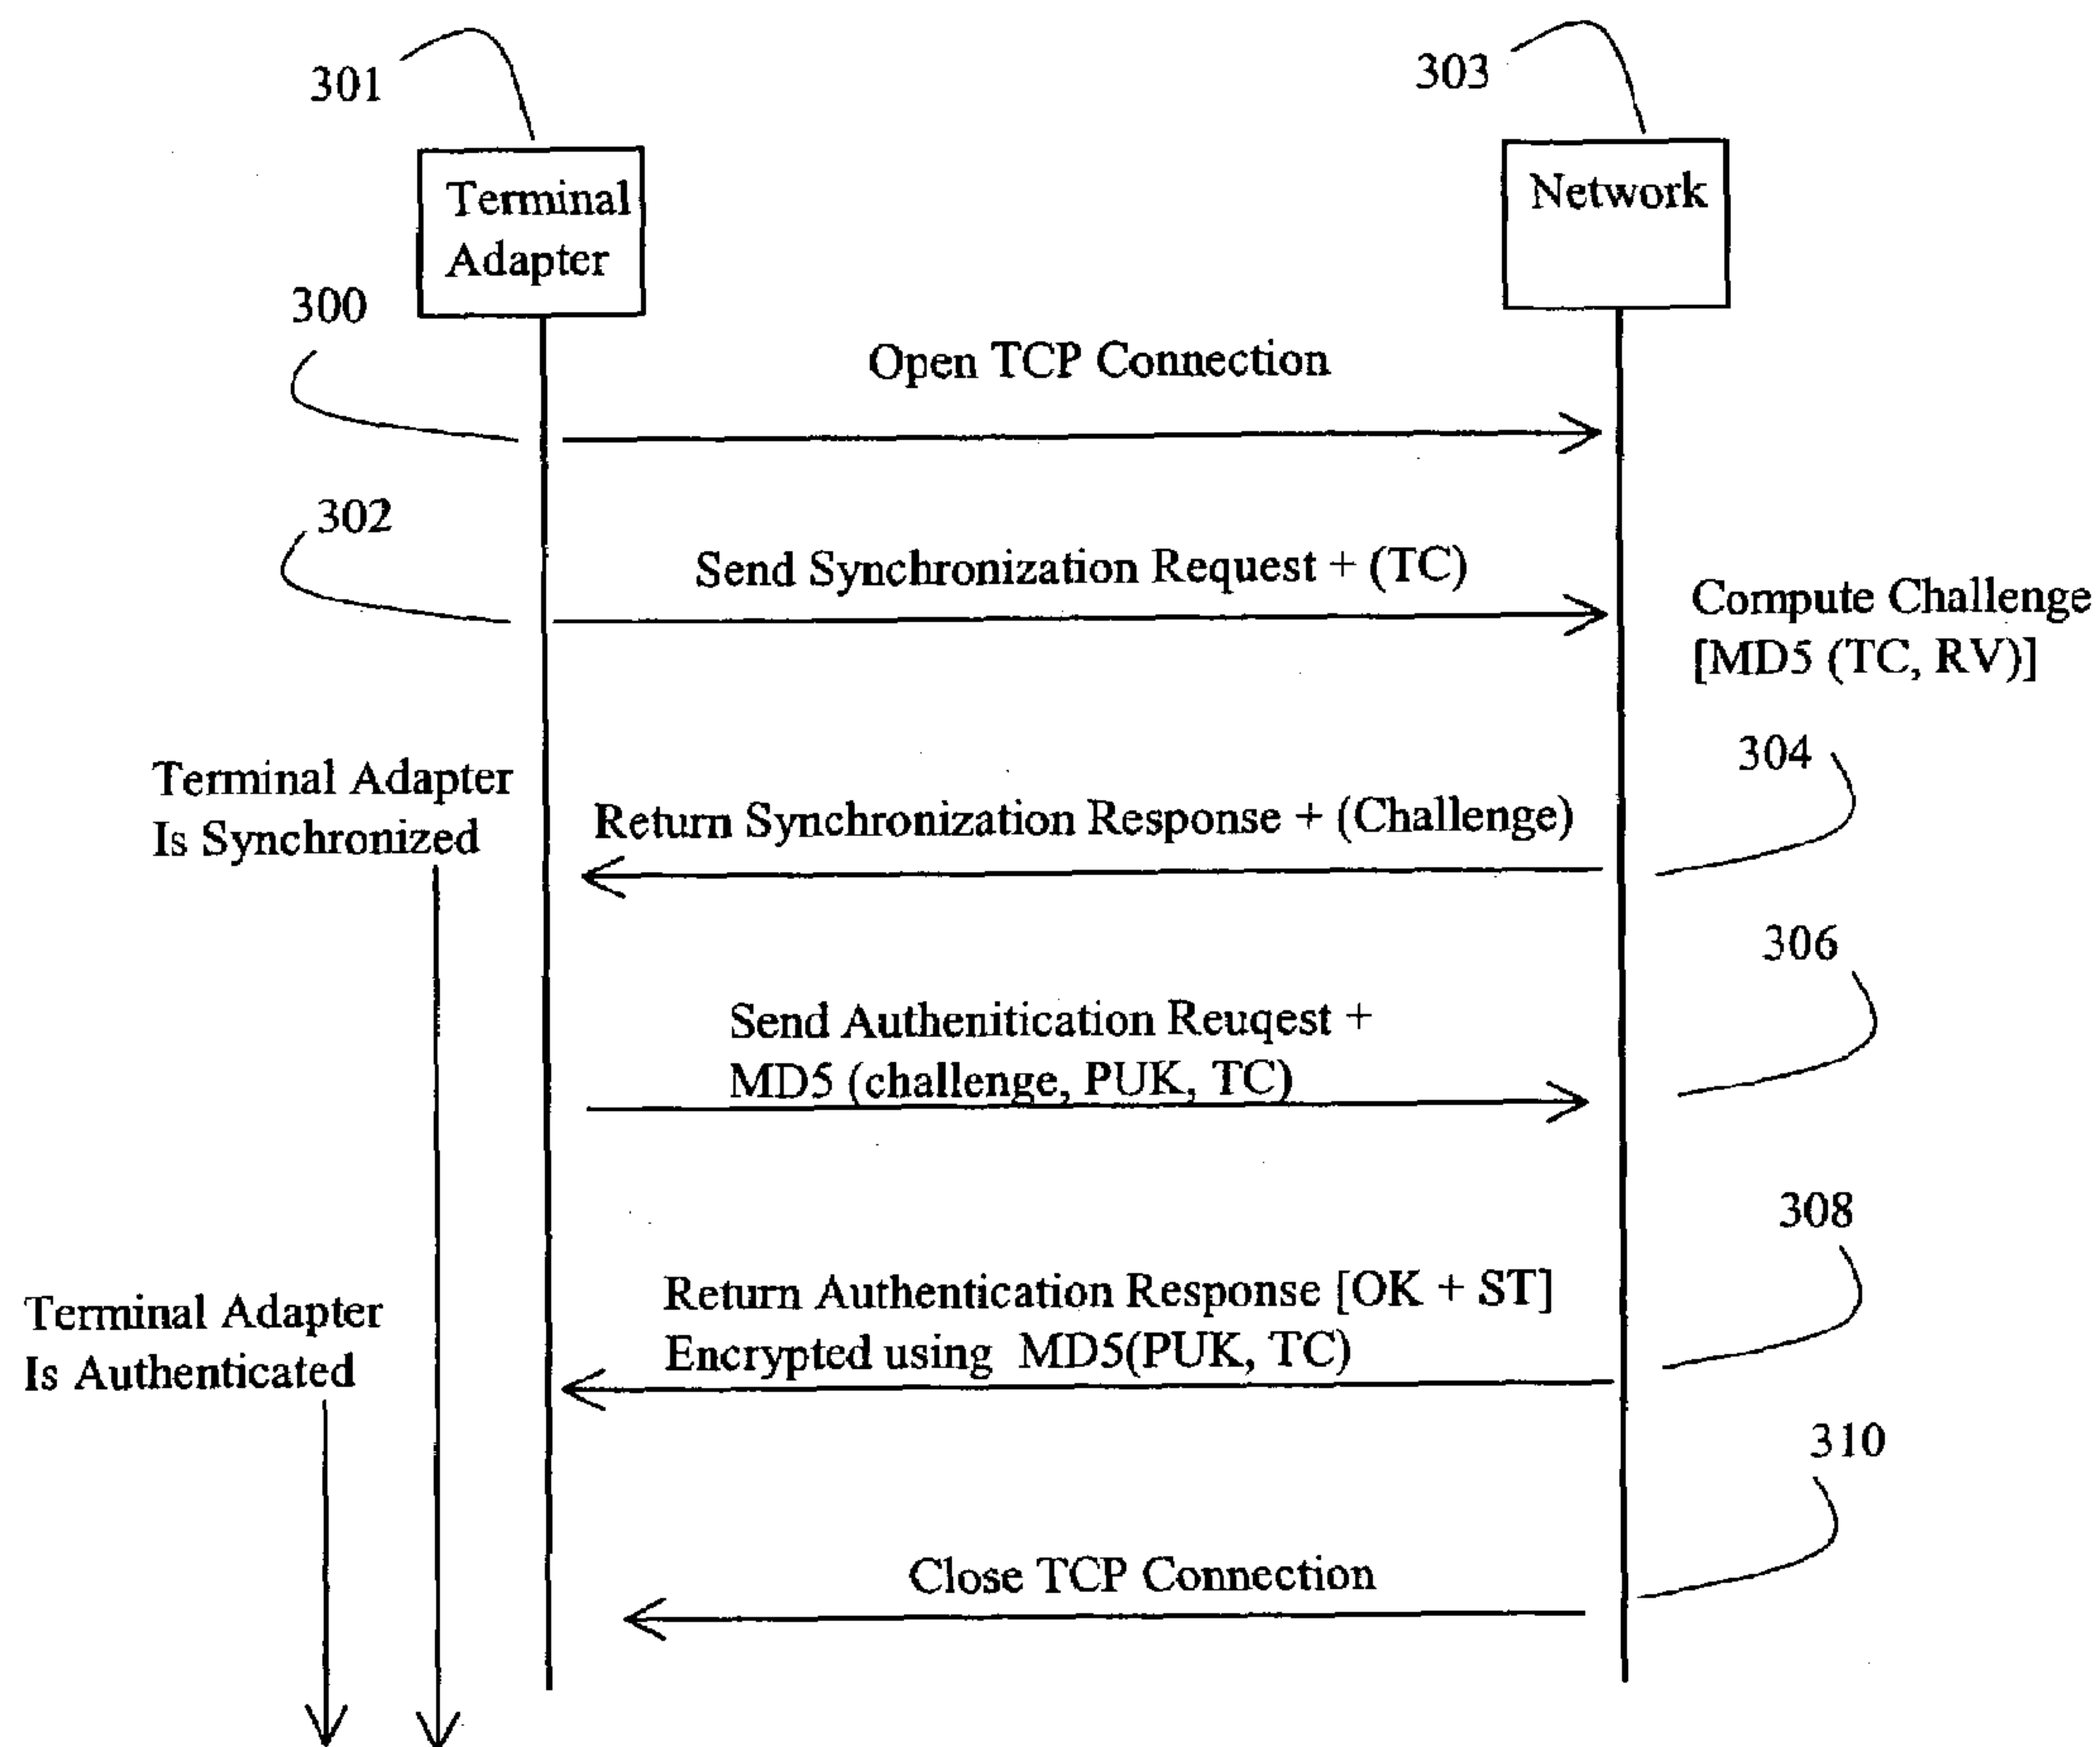 301
303
Terminal
Adapter
Network
300
Open TCP Connection
302
Send Synchronization Request + (TC)
Compute Challenge
[MD5 (TC, RV)]
304
Terminal Adapter
Is Synchronized
Return Synchronization Response + (Challenge)
306
Send Authenitication Reuqest +
MD5 (challenge, PUK, TC)
308
Return Authentication Response [OK + ST]
Encrypted using MD5(PUK, TC)
Terminal Adapter
Is Authenticated
310
Close TCP Connection